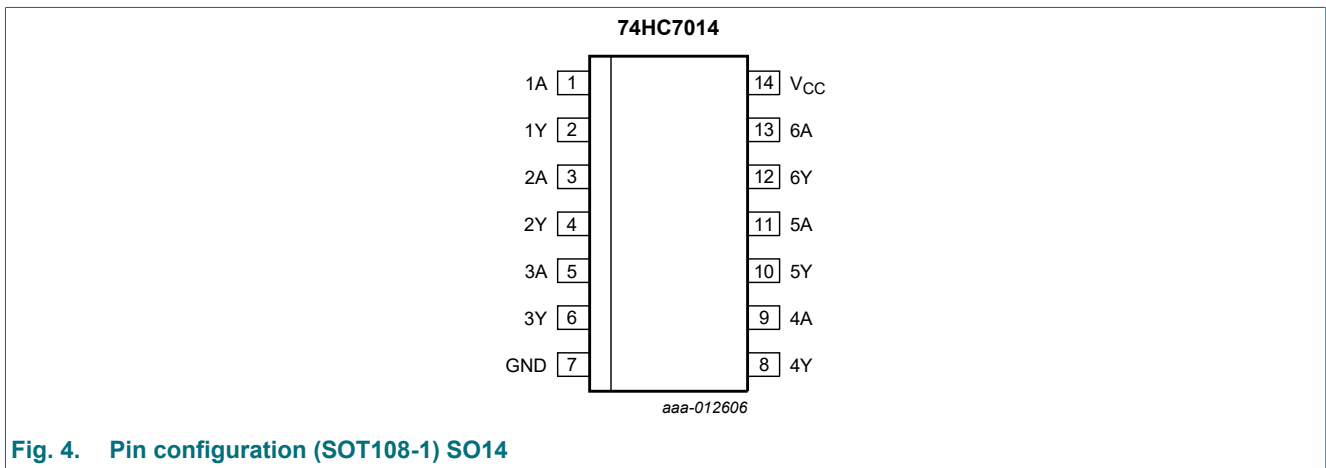 74HC7014
1A 1 14 VCC
1Y 2 13 6A
2A 3 12 6Y
2Y 4 11 5A
3A 5 10 5Y
3Y 6 9 4A
GND 7 8 4Y
aaa-012606
Fig. 4. Pin configuration (SOT108-1) SO14